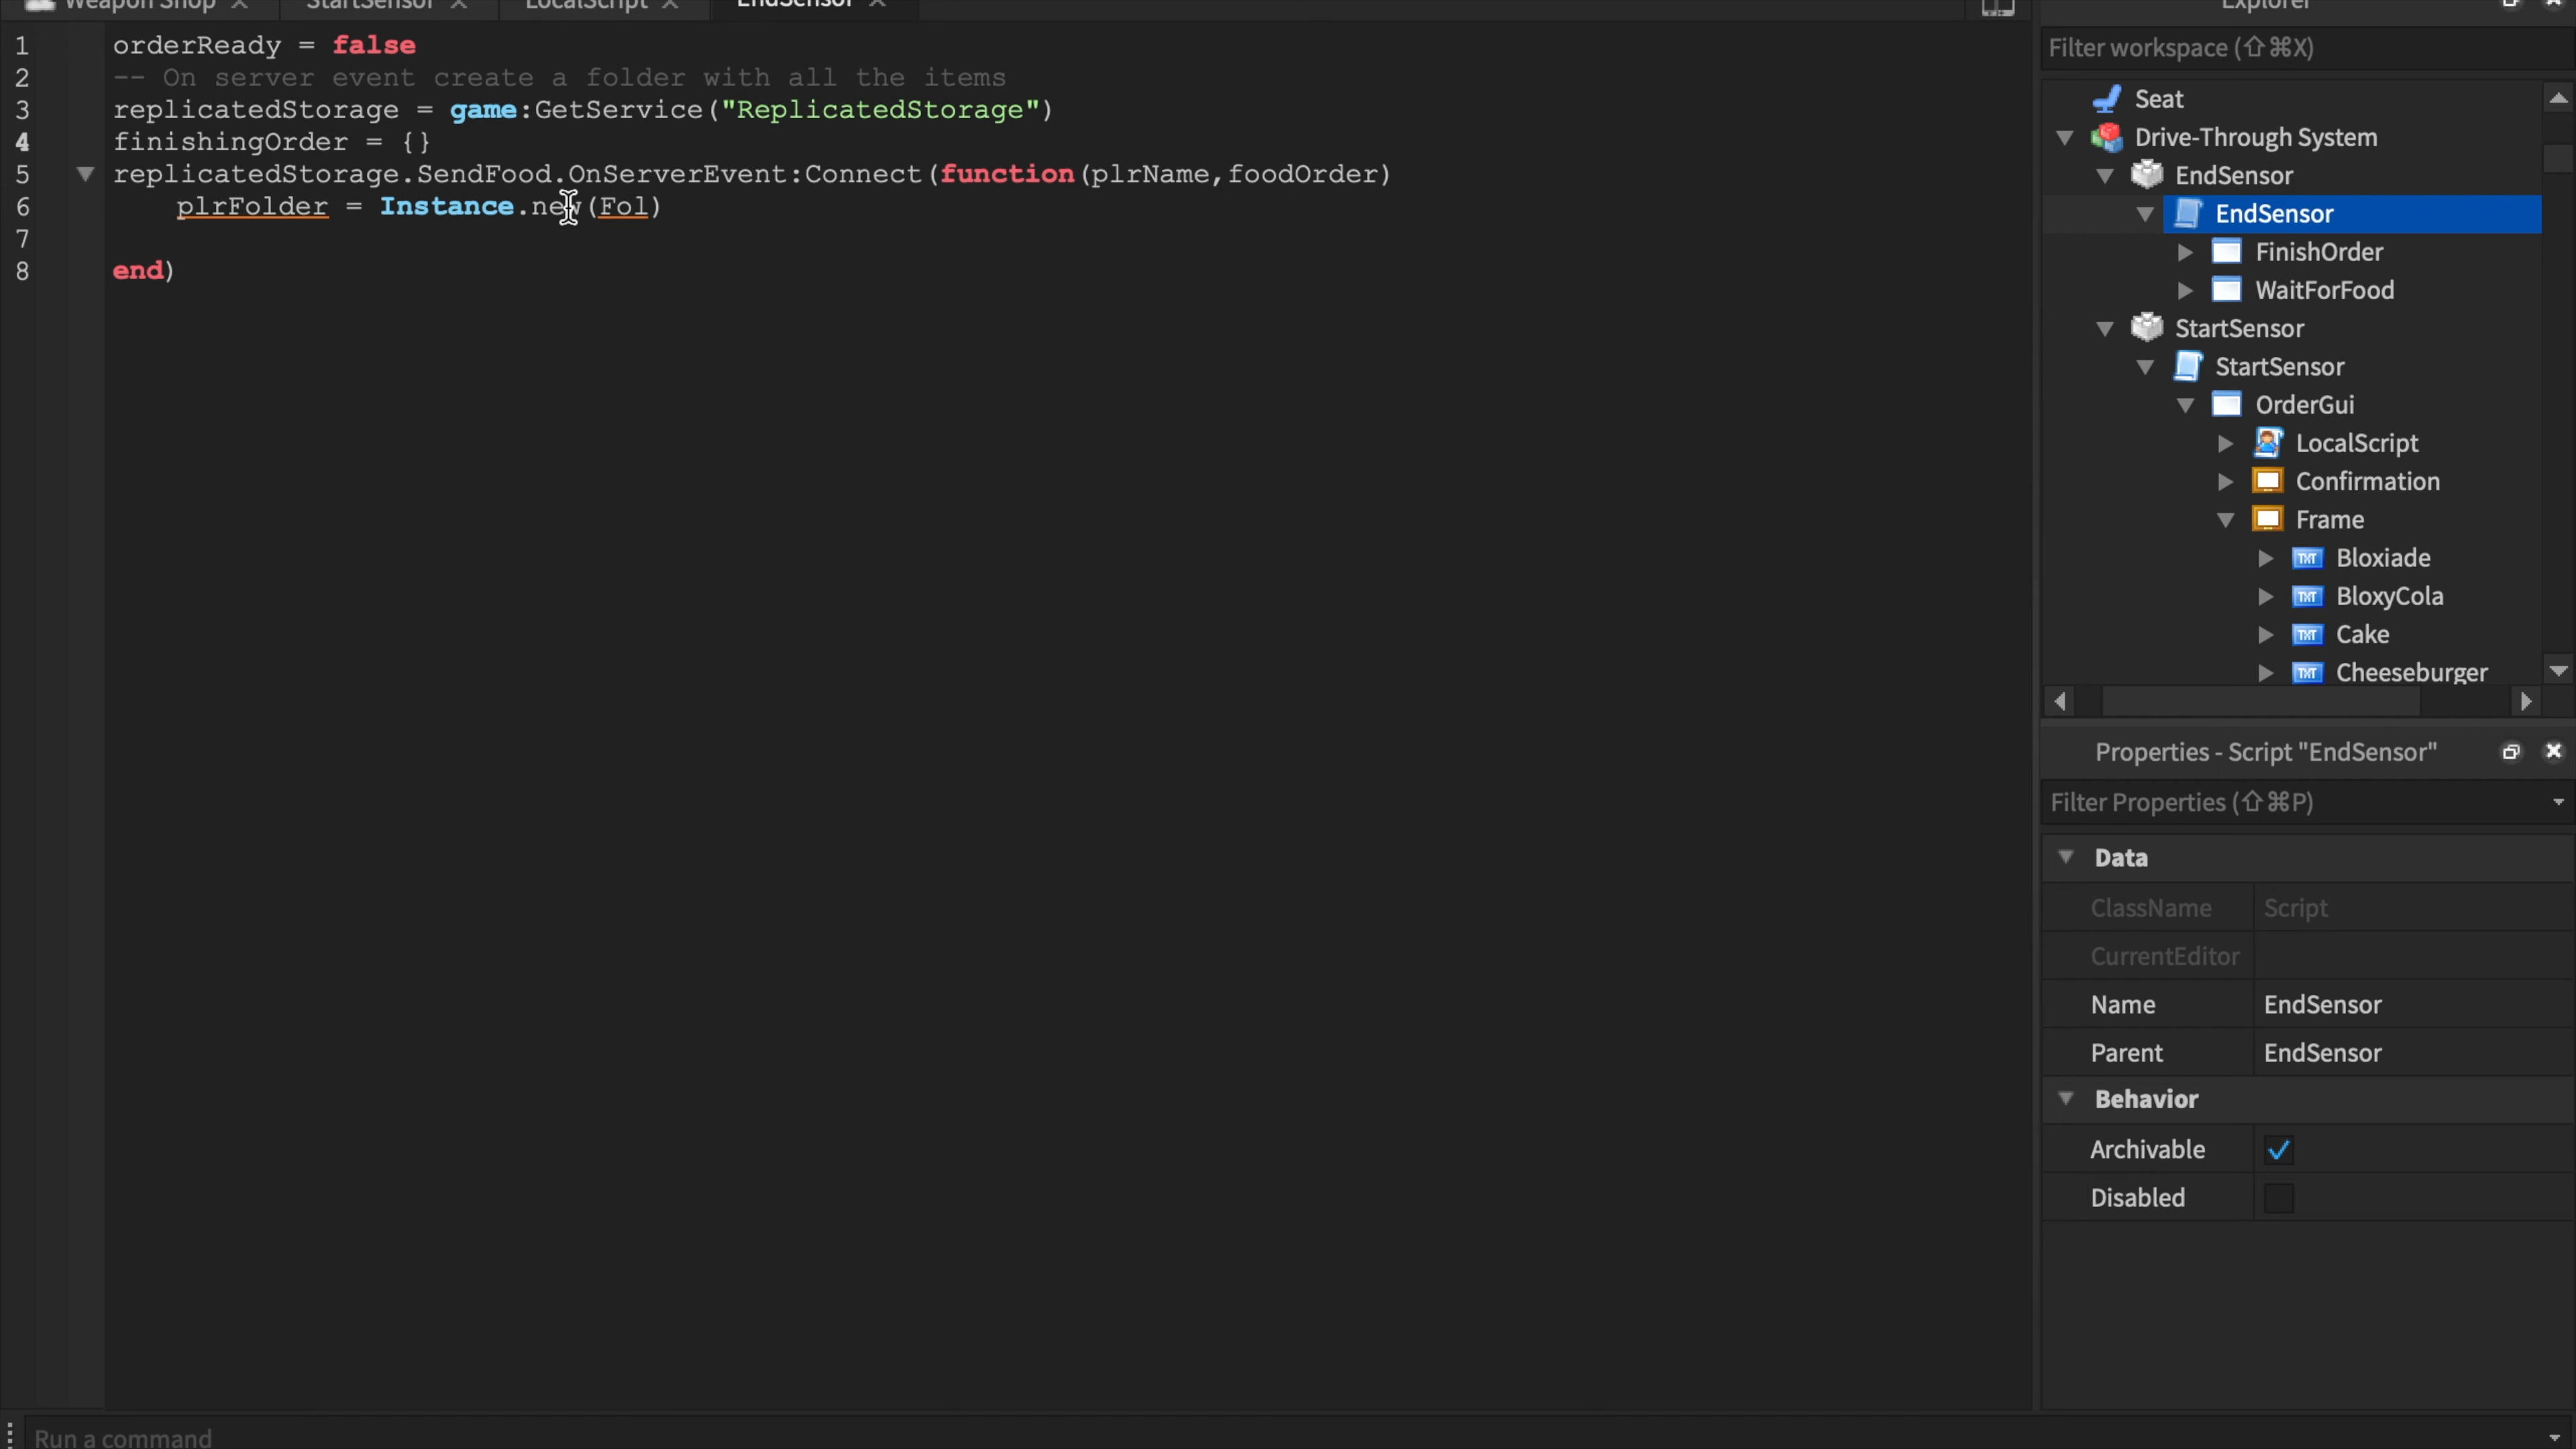 Weapon Shop
StartSensor
LocalScript
EndSensor
1 orderReady = false
2 -- On server event create a folder with all the items
3 replicatedStorage = game:GetService("ReplicatedStorage")
4 finishingOrder = {}
5 replicatedStorage.SendFood.OnServerEvent:Connect(function(plrName,foodOrder)
6 plrFolder = Instance.new(Fol)
7
8 end)
Run a command
Explorer
Filter workspace (⇧⌘X)
Seat
Drive-Through System
EndSensor
EndSensor
FinishOrder
WaitForFood
StartSensor
StartSensor
OrderGui
LocalScript
Confirmation
Frame
TXT Bloxiade
TXT BloxyCola
TXT Cake
TXT Cheeseburger
Properties - Script "EndSensor"
Filter Properties (⇧⌘P)
Data
ClassName Script
CurrentEditor
Name EndSensor
Parent EndSensor
Behavior
Archivable
Disabled